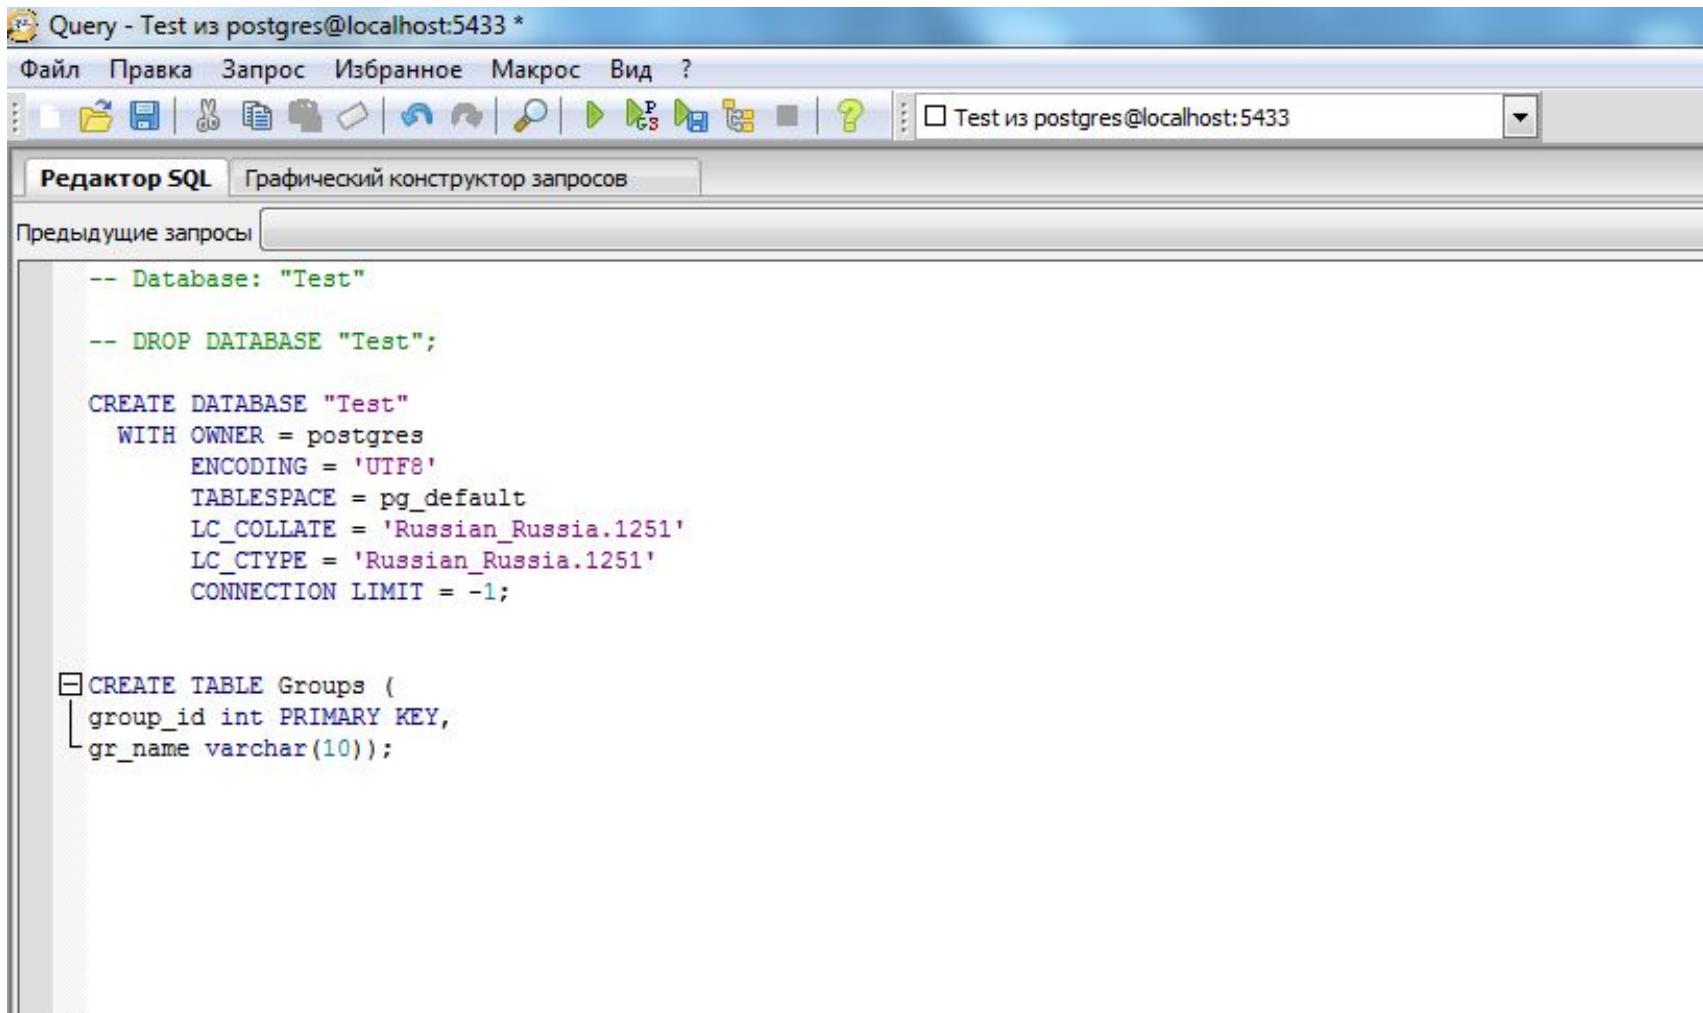 Query - Test из postgres@localhost:5433 *
Файл Правка Запрос Избранное Макрос Вид ?
Test из postgres@localhost:5433
Редактор SQL Графический конструктор запросов
Предыдущие запросы
-- Database: "Test"
-- DROP DATABASE "Test";
CREATE DATABASE "Test"
WITH OWNER = postgres
ENCODING = 'UTF8'
TABLESPACE = pg_default
LC_COLLATE = 'Russian_Russia.1251'
LC_CTYPE = 'Russian_Russia.1251'
CONNECTION LIMIT = -1;
CREATE TABLE Groups (
group_id int PRIMARY KEY,
gr_name varchar(10));